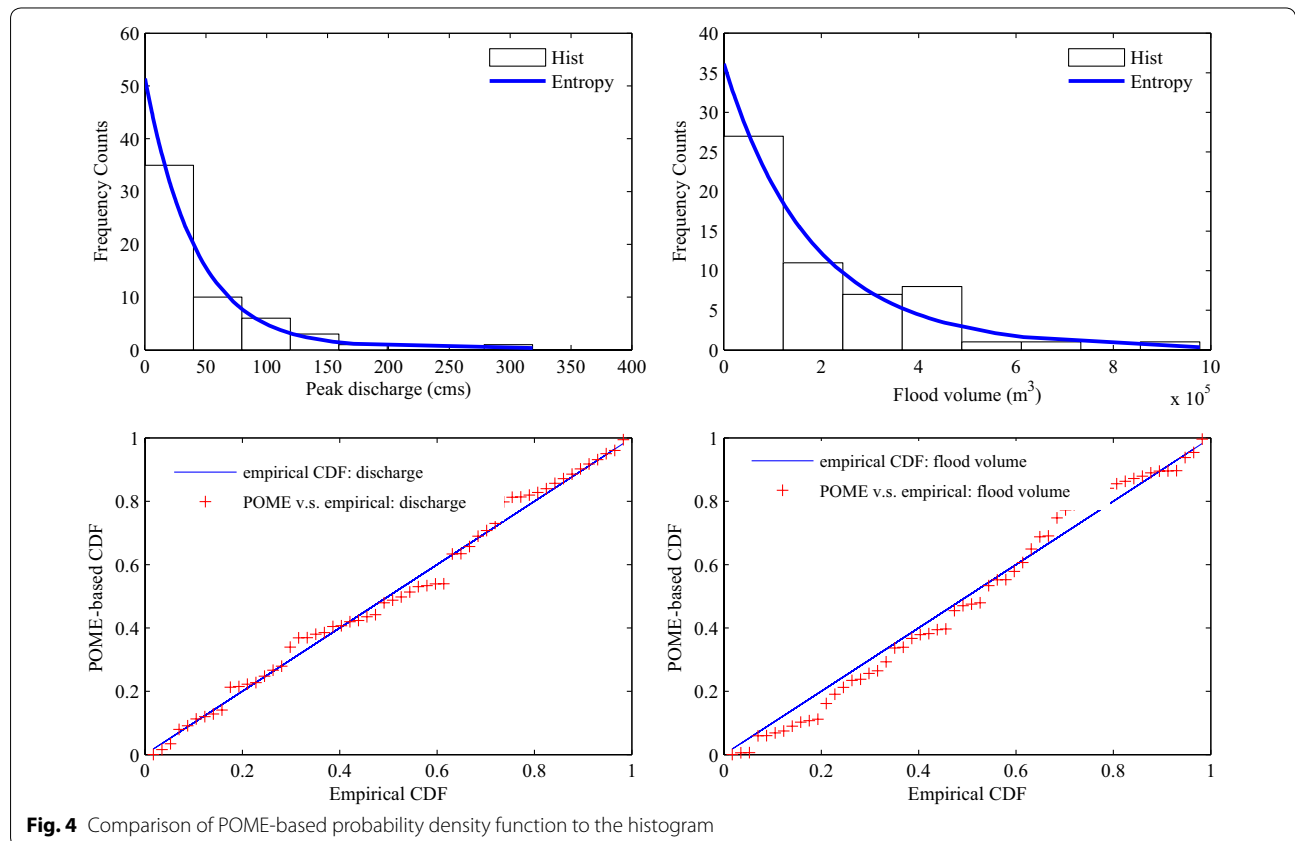 60
50
40
30
20
10
0
Frequency Counts
Hist
Entropy
0 50 100 150 200 250 300 350 400
Peak discharge (cms)
40
35
30
25
20
15
10
5
0
Frequency Counts
Hist
Entropy
0 2 4 6 8 10
Flood volume (m³)
x 10⁵
1
0.8
0.6
0.4
0.2
0
POME-based CDF
empirical CDF: discharge
POME v.s. empirical: discharge
0 0.2 0.4 0.6 0.8 1
Empirical CDF
1
0.8
0.6
0.4
0.2
0
POME-based CDF
empirical CDF: flood volume
POME v.s. empirical: flood volume
0 0.2 0.4 0.6 0.8 1
Empirical CDF
Fig. 4 Comparison of POME-based probability density function to the histogram